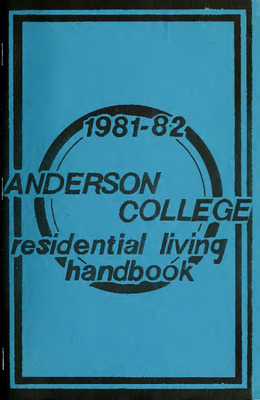 1981-82
ANDERSON
COLLEGE
residential living
handbook